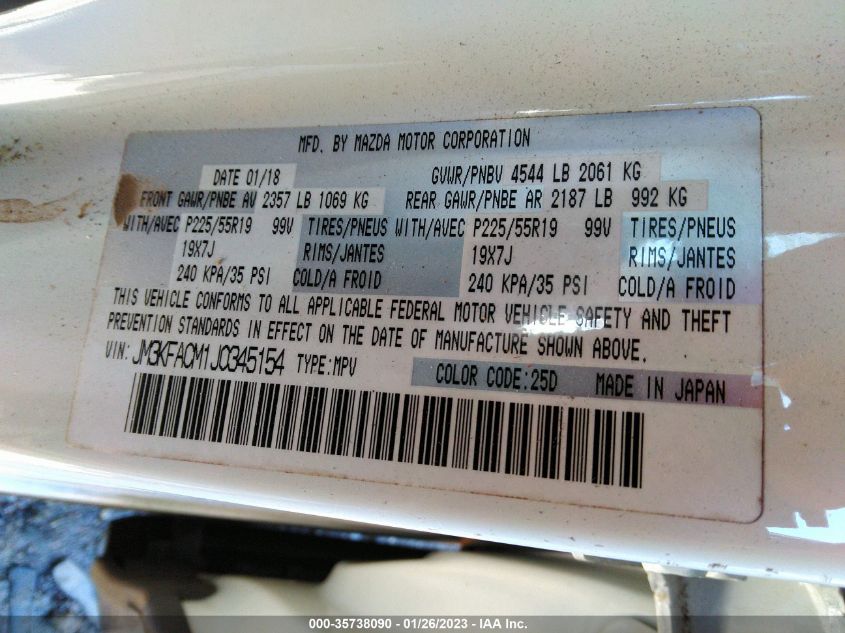 MFD. BY MAZDA MOTOR CORPORATION
DATE 01/18 GVWR/PNBV 4544 LB 2061 KG
FRONT GAWR/PNBE AV 2357 LB 1069 KG REAR GAWR/PNBE AR 2187 LB 992 KG
WITH/AVEC P225/55R19 99V TIRES/PNEUS WITH/AVEC P225/55R19 99V TIRES/PNEUS
19X7J RIMS/JANTES 19X7J RIMS/JANTES
240 KPA/35 PSI COLD/A FROID 240 KPA/35 PSI COLD/A FROID
THIS VEHICLE CONFORMS TO ALL APPLICABLE FEDERAL MOTOR VEHICLE SAFETY AND THEFT
PREVENTION STANDARDS IN EFFECT ON THE DATE OF MANUFACTURE SHOWN ABOVE.
VIN: JM3KFACM1J0345154 TYPE:MPV COLOR CODE:25D MADE IN JAPAN
000-35738090 - 01/26/2023 - IAA Inc.